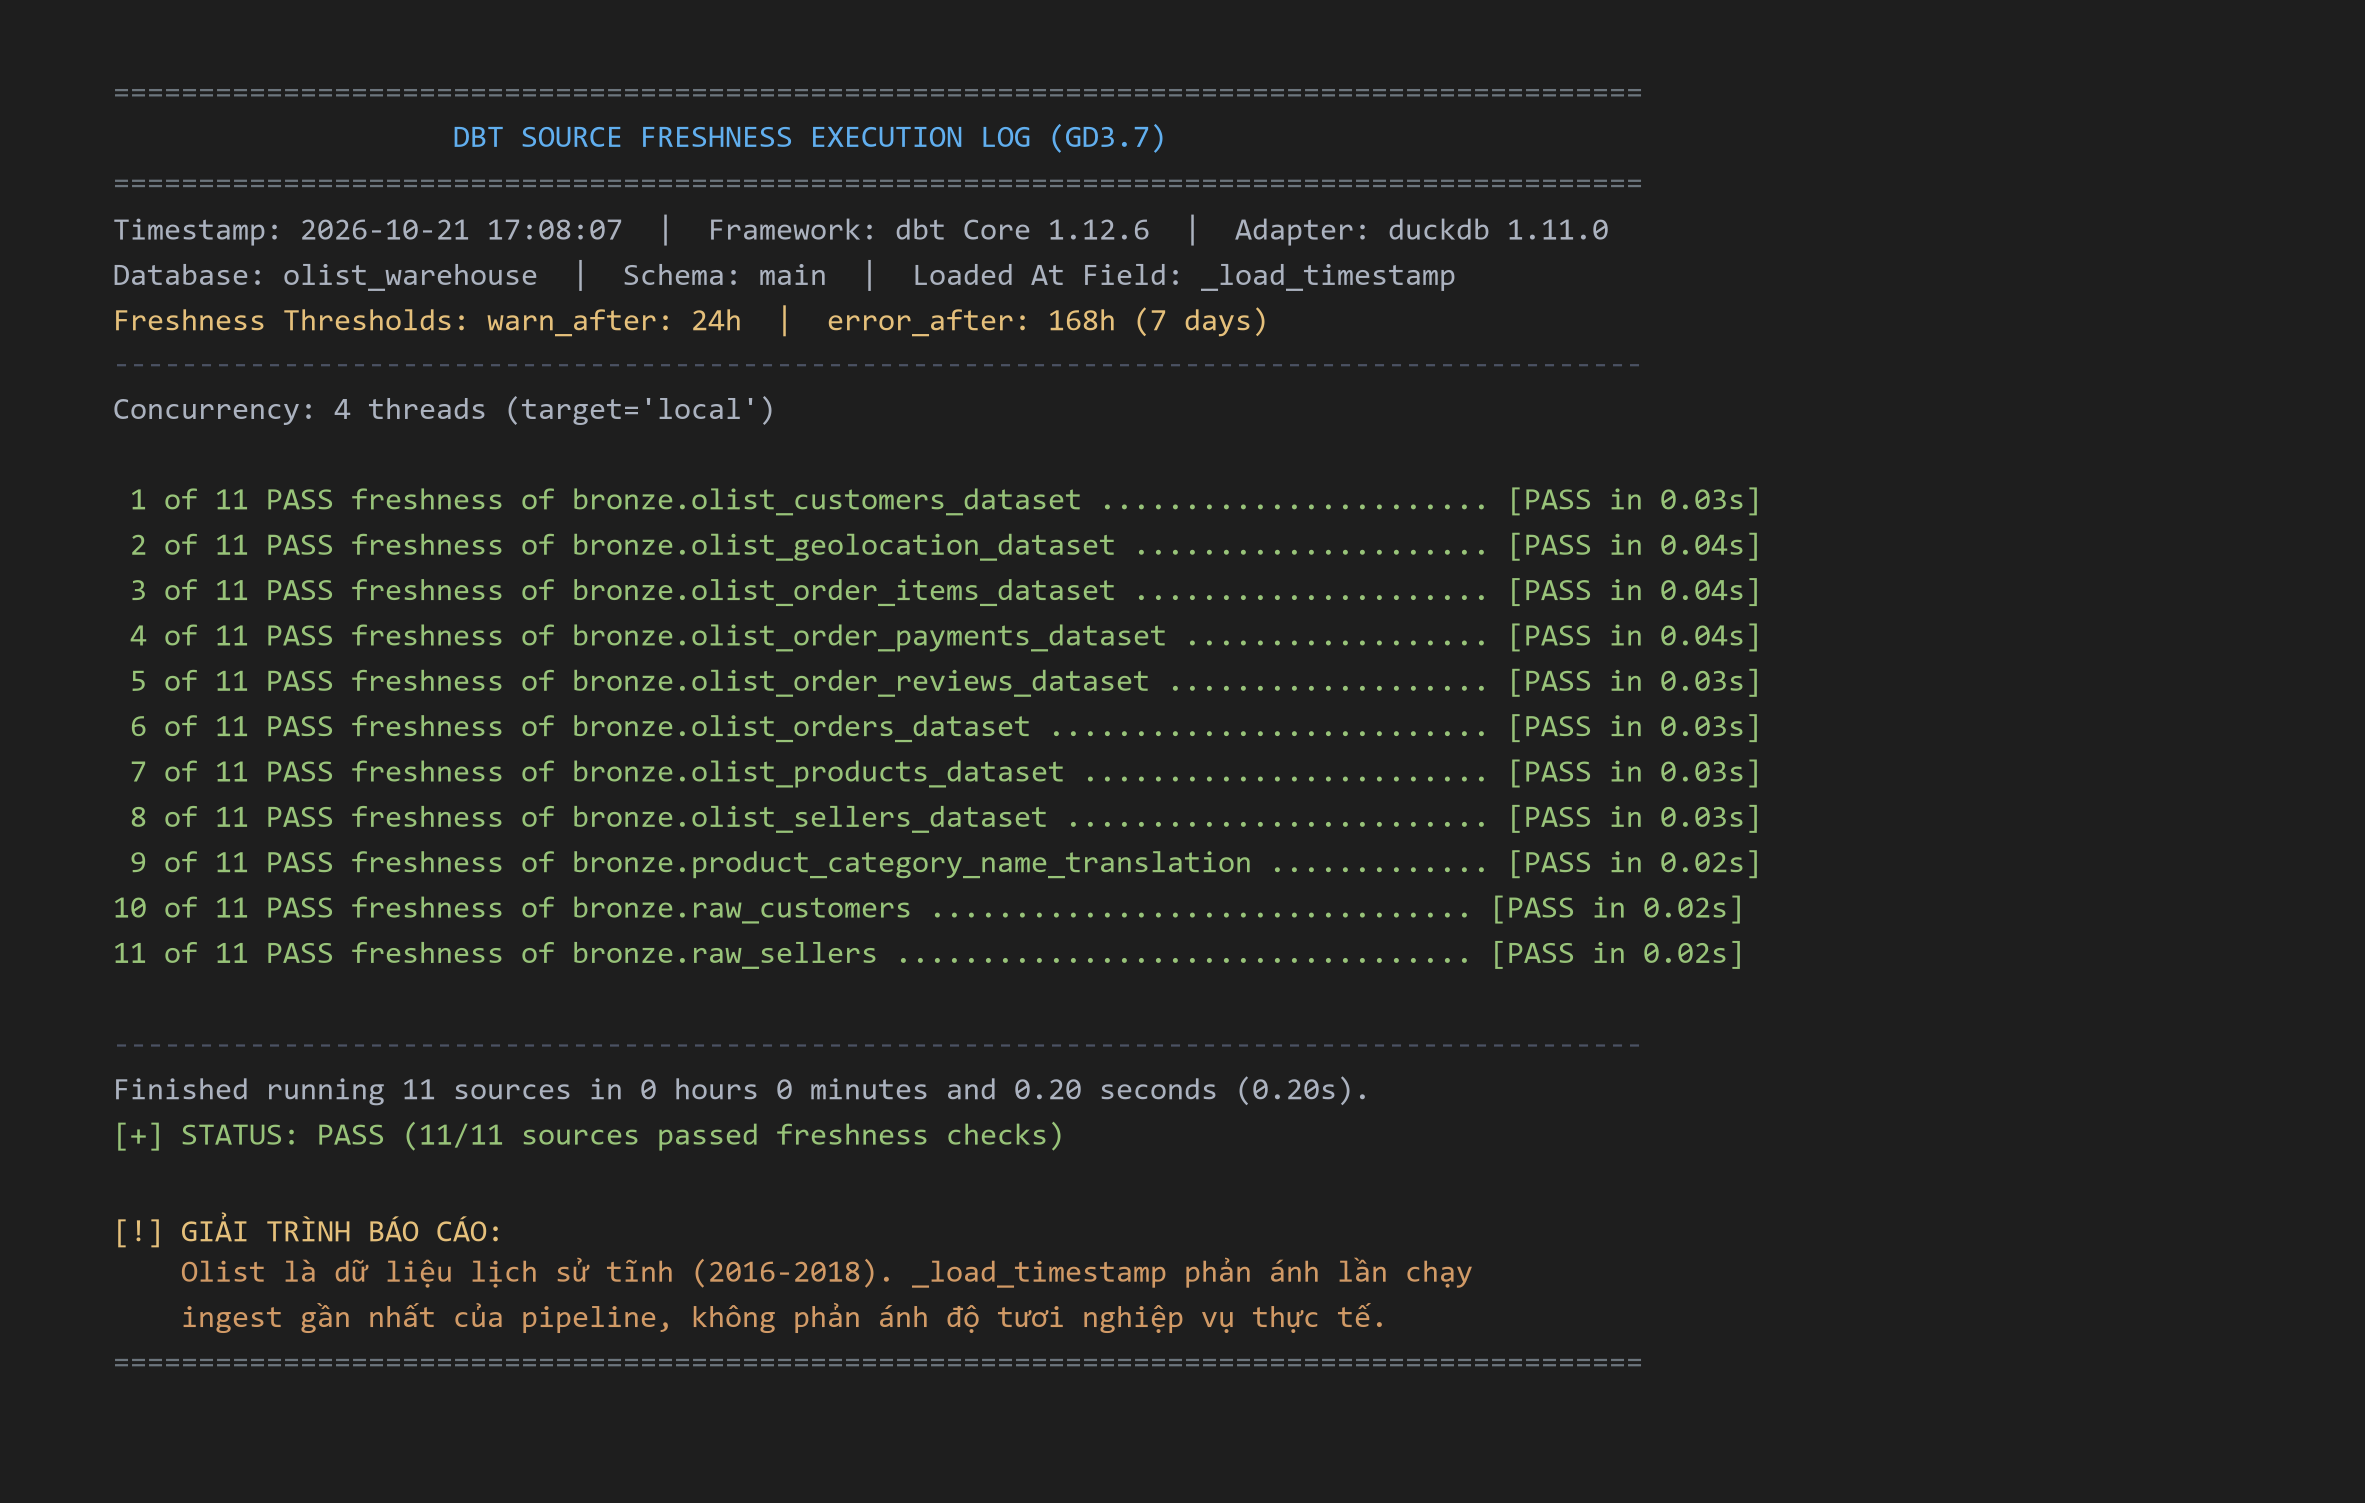 ==========================================================================================
DBT SOURCE FRESHNESS EXECUTION LOG (GD3.7)
==========================================================================================
Timestamp: 2026-10-21 17:08:07  |  Framework: dbt Core 1.12.6  |  Adapter: duckdb 1.11.0
Database: olist_warehouse  |  Schema: main  |  Loaded At Field: _load_timestamp
Freshness Thresholds: warn_after: 24h  |  error_after: 168h (7 days)
------------------------------------------------------------------------------------------
Concurrency: 4 threads (target='local')
1 of 11 PASS freshness of bronze.olist_customers_dataset ....................... [PASS in 0.03s]
2 of 11 PASS freshness of bronze.olist_geolocation_dataset ..................... [PASS in 0.04s]
3 of 11 PASS freshness of bronze.olist_order_items_dataset ..................... [PASS in 0.04s]
4 of 11 PASS freshness of bronze.olist_order_payments_dataset .................. [PASS in 0.04s]
5 of 11 PASS freshness of bronze.olist_order_reviews_dataset ................... [PASS in 0.03s]
6 of 11 PASS freshness of bronze.olist_orders_dataset .......................... [PASS in 0.03s]
7 of 11 PASS freshness of bronze.olist_products_dataset ........................ [PASS in 0.03s]
8 of 11 PASS freshness of bronze.olist_sellers_dataset ......................... [PASS in 0.03s]
9 of 11 PASS freshness of bronze.product_category_name_translation ............. [PASS in 0.02s]
10 of 11 PASS freshness of bronze.raw_customers ................................ [PASS in 0.02s]
11 of 11 PASS freshness of bronze.raw_sellers .................................. [PASS in 0.02s]
------------------------------------------------------------------------------------------
Finished running 11 sources in 0 hours 0 minutes and 0.20 seconds (0.20s).
[+] STATUS: PASS (11/11 sources passed freshness checks)
[!] GIẢI TRÌNH BÁO CÁO:
Olist là dữ liệu lịch sử tĩnh (2016-2018). _load_timestamp phản ánh lần chạy
ingest gần nhất của pipeline, không phản ánh độ tươi nghiệp vụ thực tế.
==========================================================================================